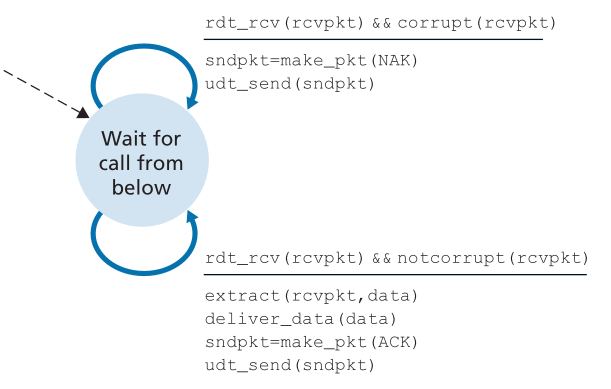 rdt_rcv(rcvpkt) && corrupt(rcvpkt)
sndpkt=make_pkt(NAK)
udt_send(sndpkt)
Wait for
call from
below
rdt_rcv(rcvpkt) && notcorrupt(rcvpkt)
extract(rcvpkt,data)
deliver_data(data)
sndpkt=make_pkt(ACK)
udt_send(sndpkt)